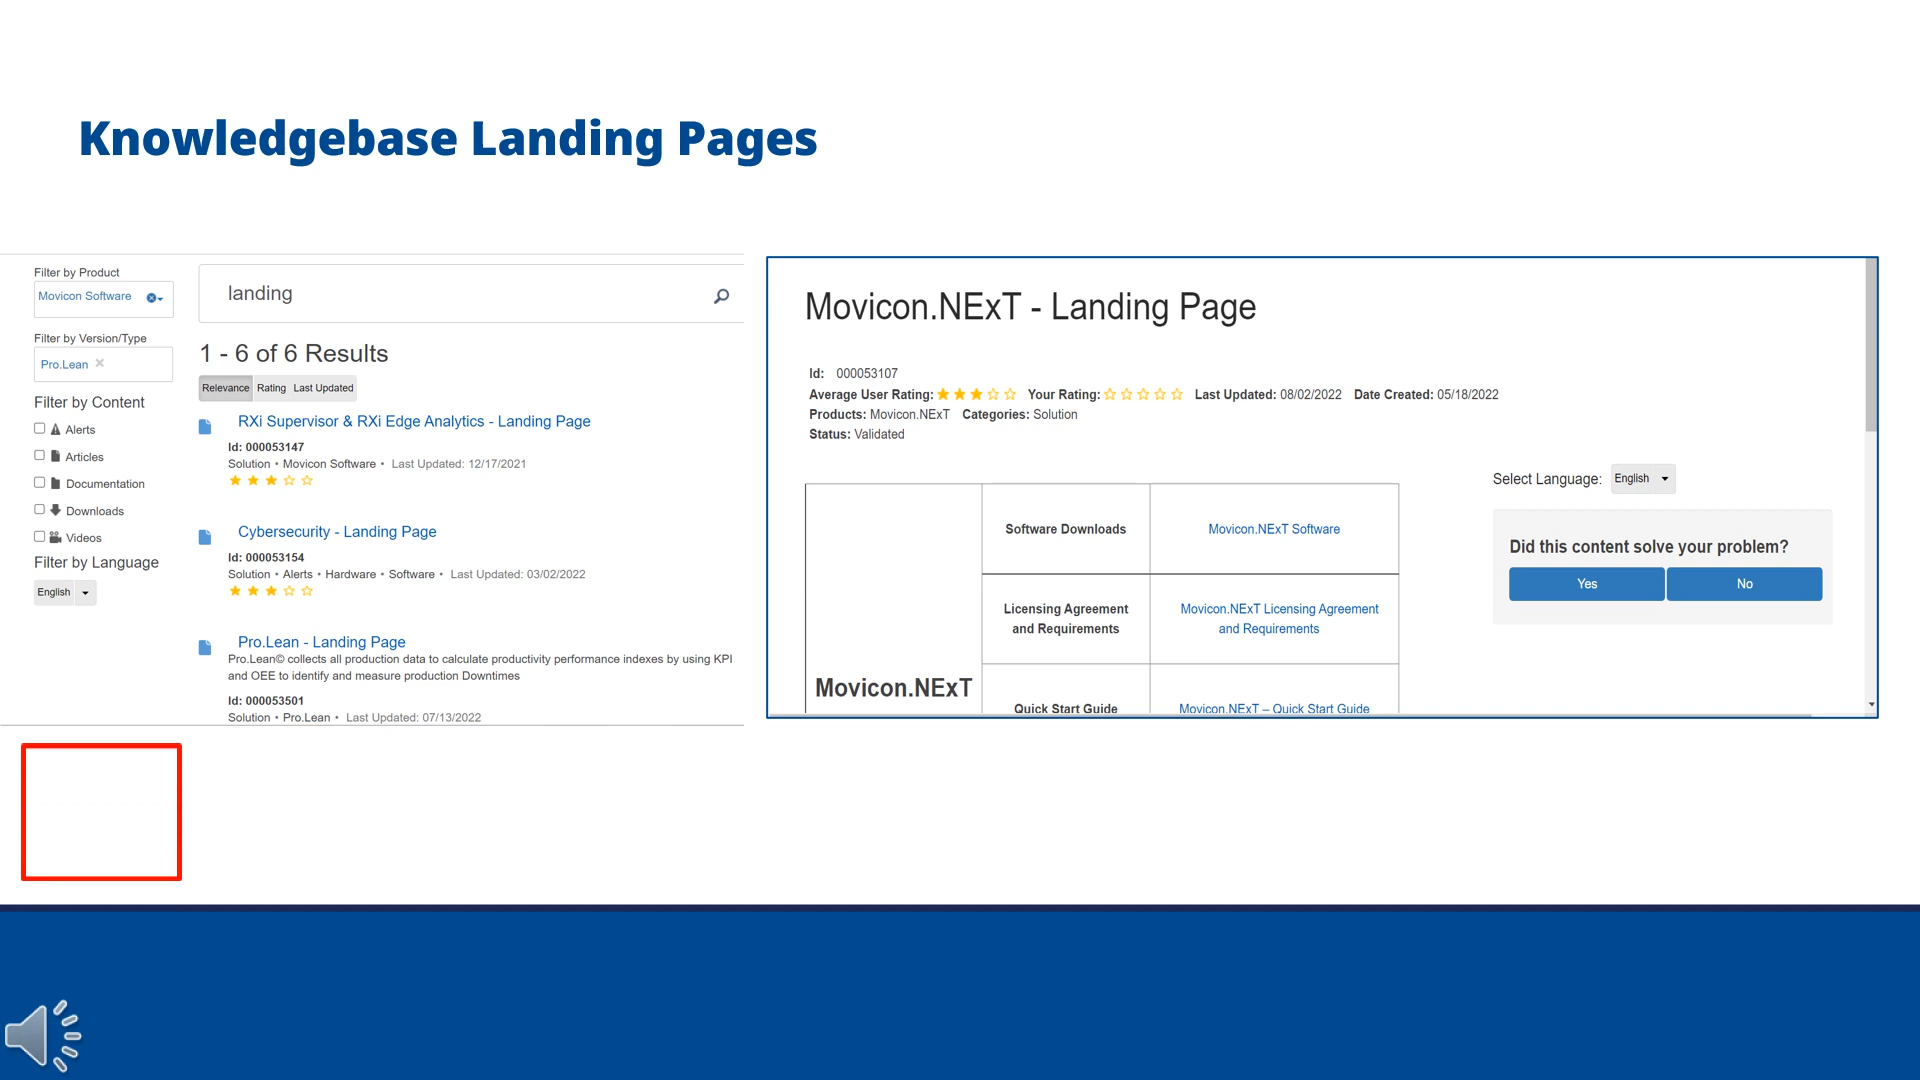 Knowledgebase Landing Pages
Filter by Product
Movicon Software
Filter by Version/Type
Pro.Lean
Filter by Content
Alerts
Articles
Documentation
Downloads
Videos
Filter by Language
English
landing
1 - 6 of 6 Results
Relevance Rating Last Updated
RXi Supervisor & RXi Edge Analytics - Landing Page
Id: 000053147
Solution • Movicon Software • Last Updated: 12/17/2021
Cybersecurity - Landing Page
Id: 000053154
Solution • Alerts • Hardware • Software • Last Updated: 03/02/2022
Pro.Lean - Landing Page
Pro.Lean© collects all production data to calculate productivity performance indexes by using KPI
and OEE to identify and measure production Downtimes
Id: 000053501
Solution • Pro.Lean • Last Updated: 07/13/2022
Movicon.NExT - Landing Page
Id: 000053107
Average User Rating: Your Rating: Last Updated: 08/02/2022 Date Created: 05/18/2022
Products: Movicon.NExT Categories: Solution
Status: Validated
Select Language: English
Did this content solve your problem?
Yes No
Movicon.NExT
Software Downloads
Movicon.NExT Software
Licensing Agreement
and Requirements
Movicon.NExT Licensing Agreement
and Requirements
Quick Start Guide
Movicon.NExT – Quick Start Guide